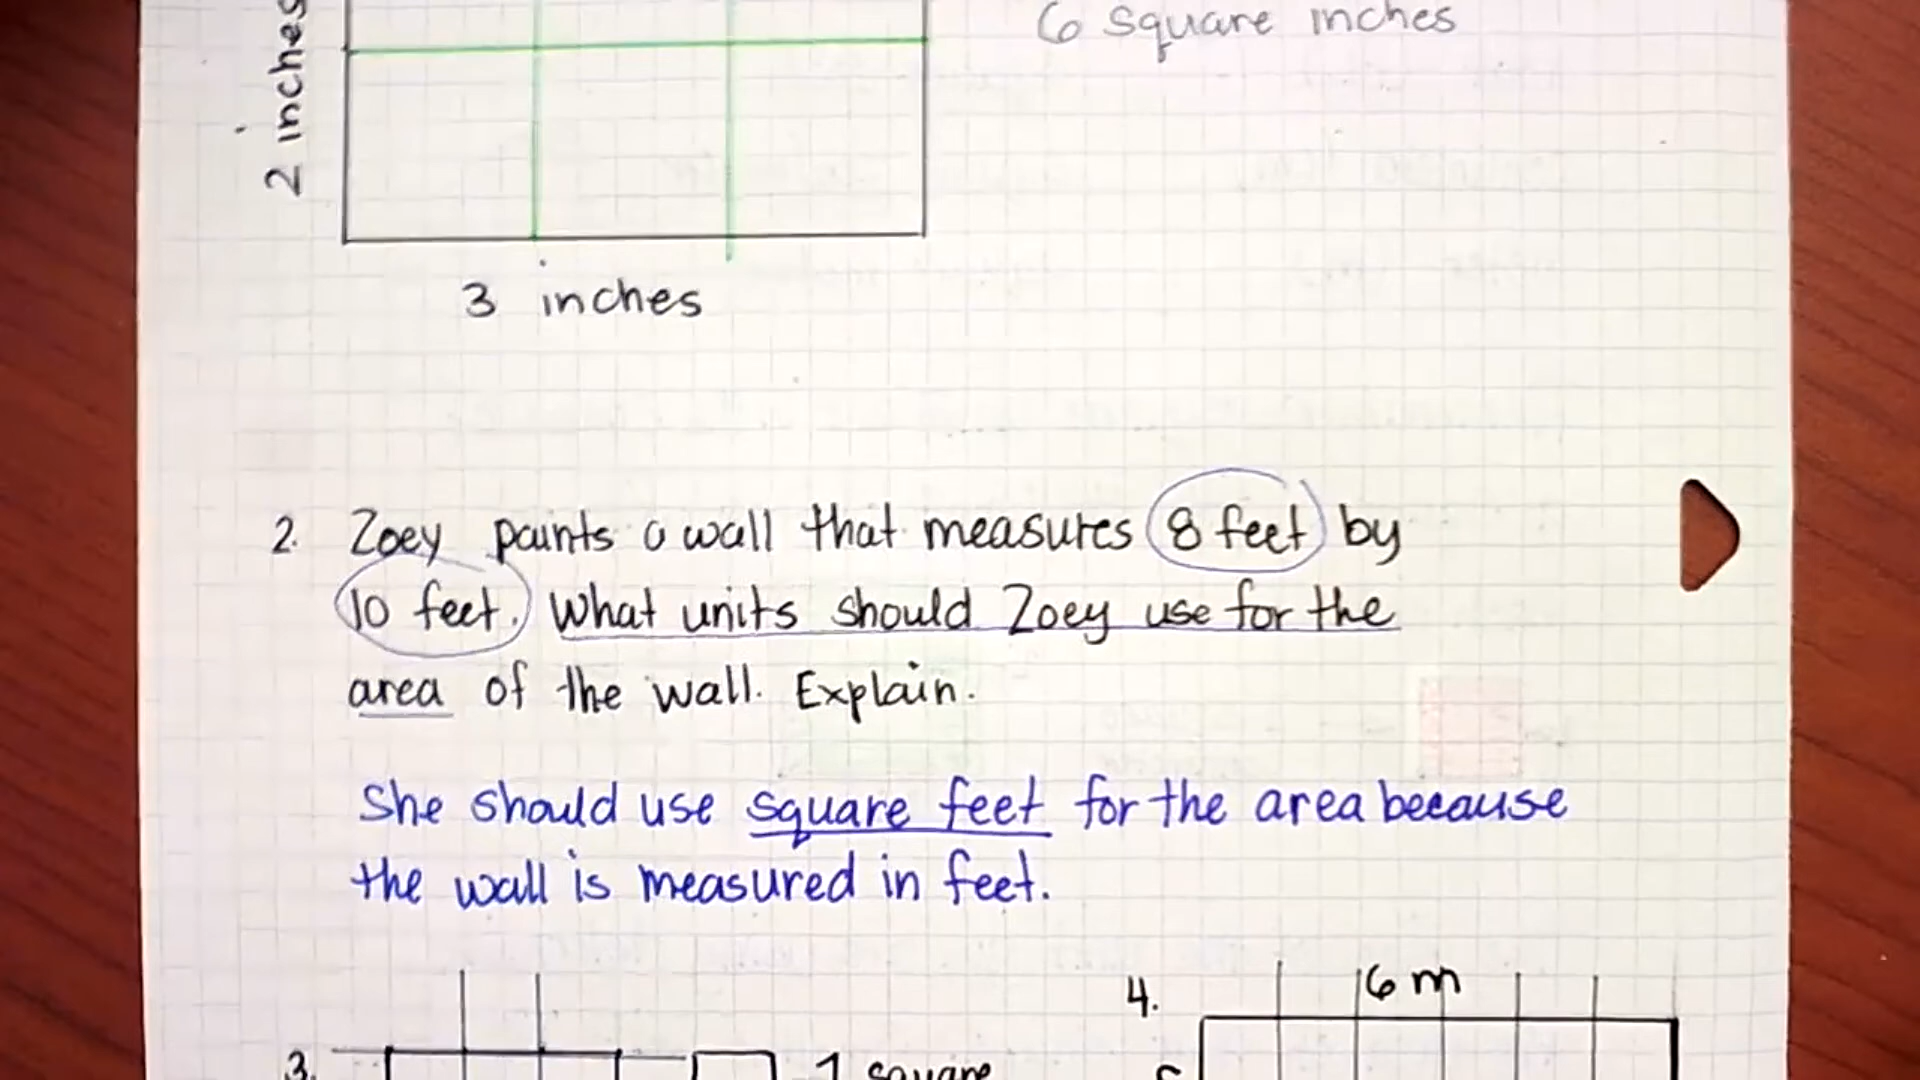 6 square inches
2 inches
3 inches
2. Zoey paints a wall that measures 8 feet by
10 feet. What units should Zoey use for the
area of the wall. Explain.
She should use square feet for the area because
the wall is measured in feet.
4.
6 m
3.
1 square